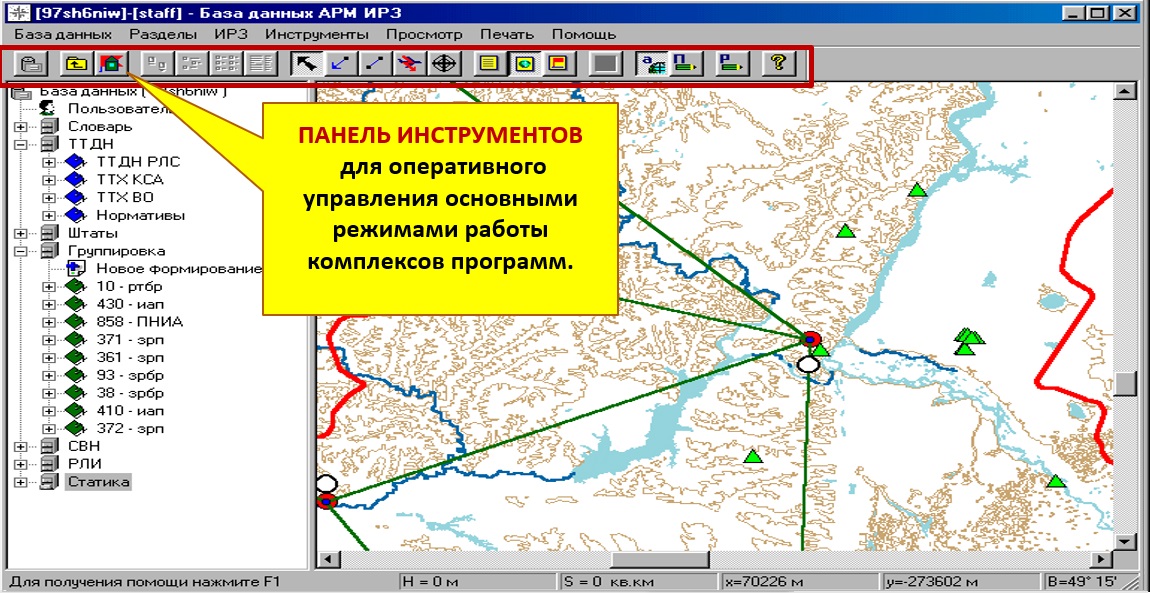 [97sh6niw]-[staff] - База данных АРМ ИРЗ
База данных Разделы ИРЗ Инструменты Просмотр Печать Помощь
База данных [
sh6niw ]
Пользовател
Словарь
ТТДН
ТТДН РЛС
ТТХ КСА
ТТХ ВО
Нормативы
Штаты
Группировка
Новое формирование
10 - ртбр
430 - иап
858 - ПНИА
371 - зрп
361 - зрп
93 - зрбр
38 - зрбр
410 - иап
372 - зрп
СВН
РЛИ
Статика
ПАНЕЛЬ ИНСТРУМЕНТОВ
для оперативного
управления основными
режимами работы
комплексов программ.
Для получения помощи нажмите F1
H = 0 м
S = 0 кв.км
x=70226 м
y=-273602 м
B=49° 15'